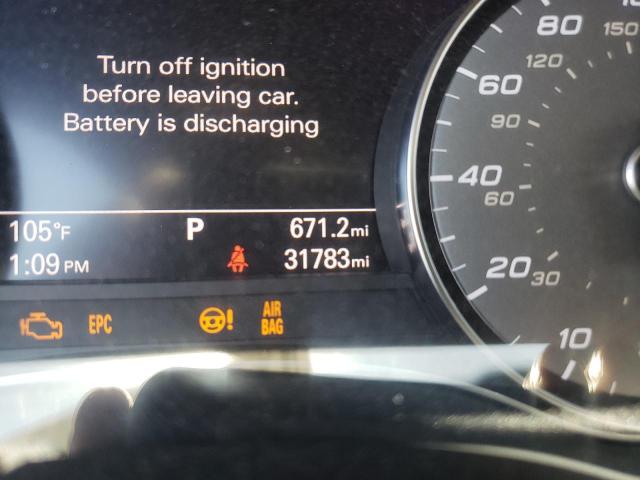 Turn off ignition
before leaving car.
Battery is discharging
105°F P 671.2mi
1:09 PM 31783mi
EPC AIR BAG
80
150
120
60
90
40
60
20
30
10